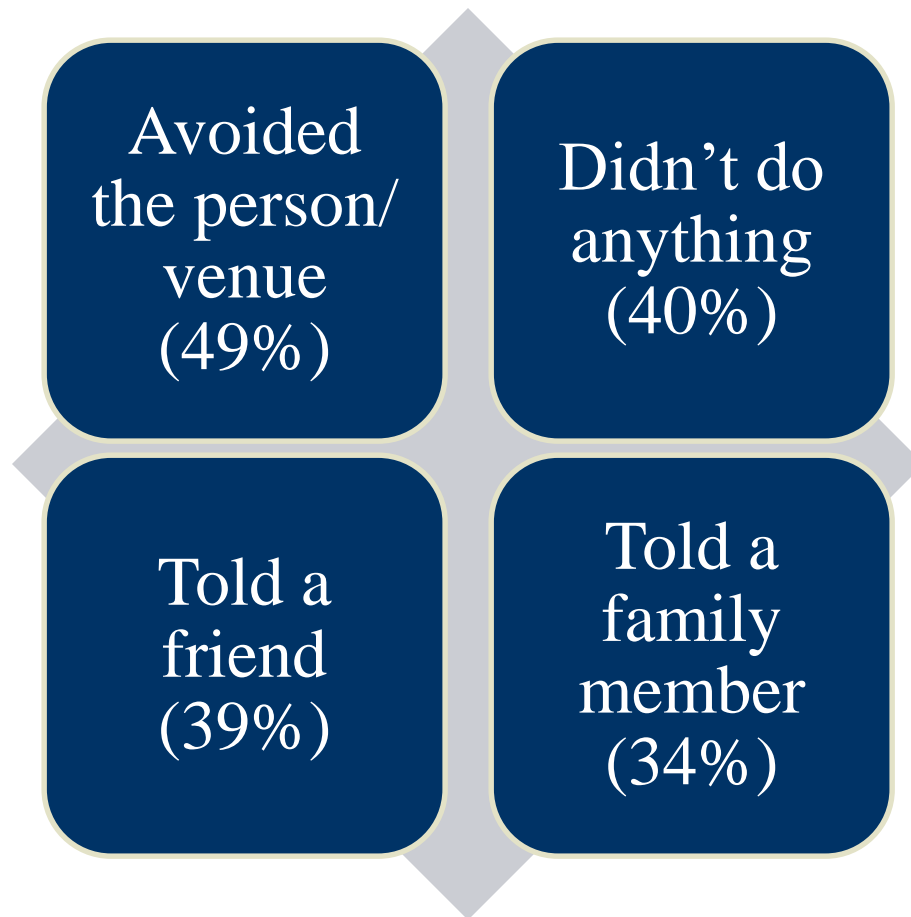 Avoided
the person/
venue
(49%)
Didn’t do
anything
(40%)
Told a
friend
(39%)
Told a
family
member
(34%)